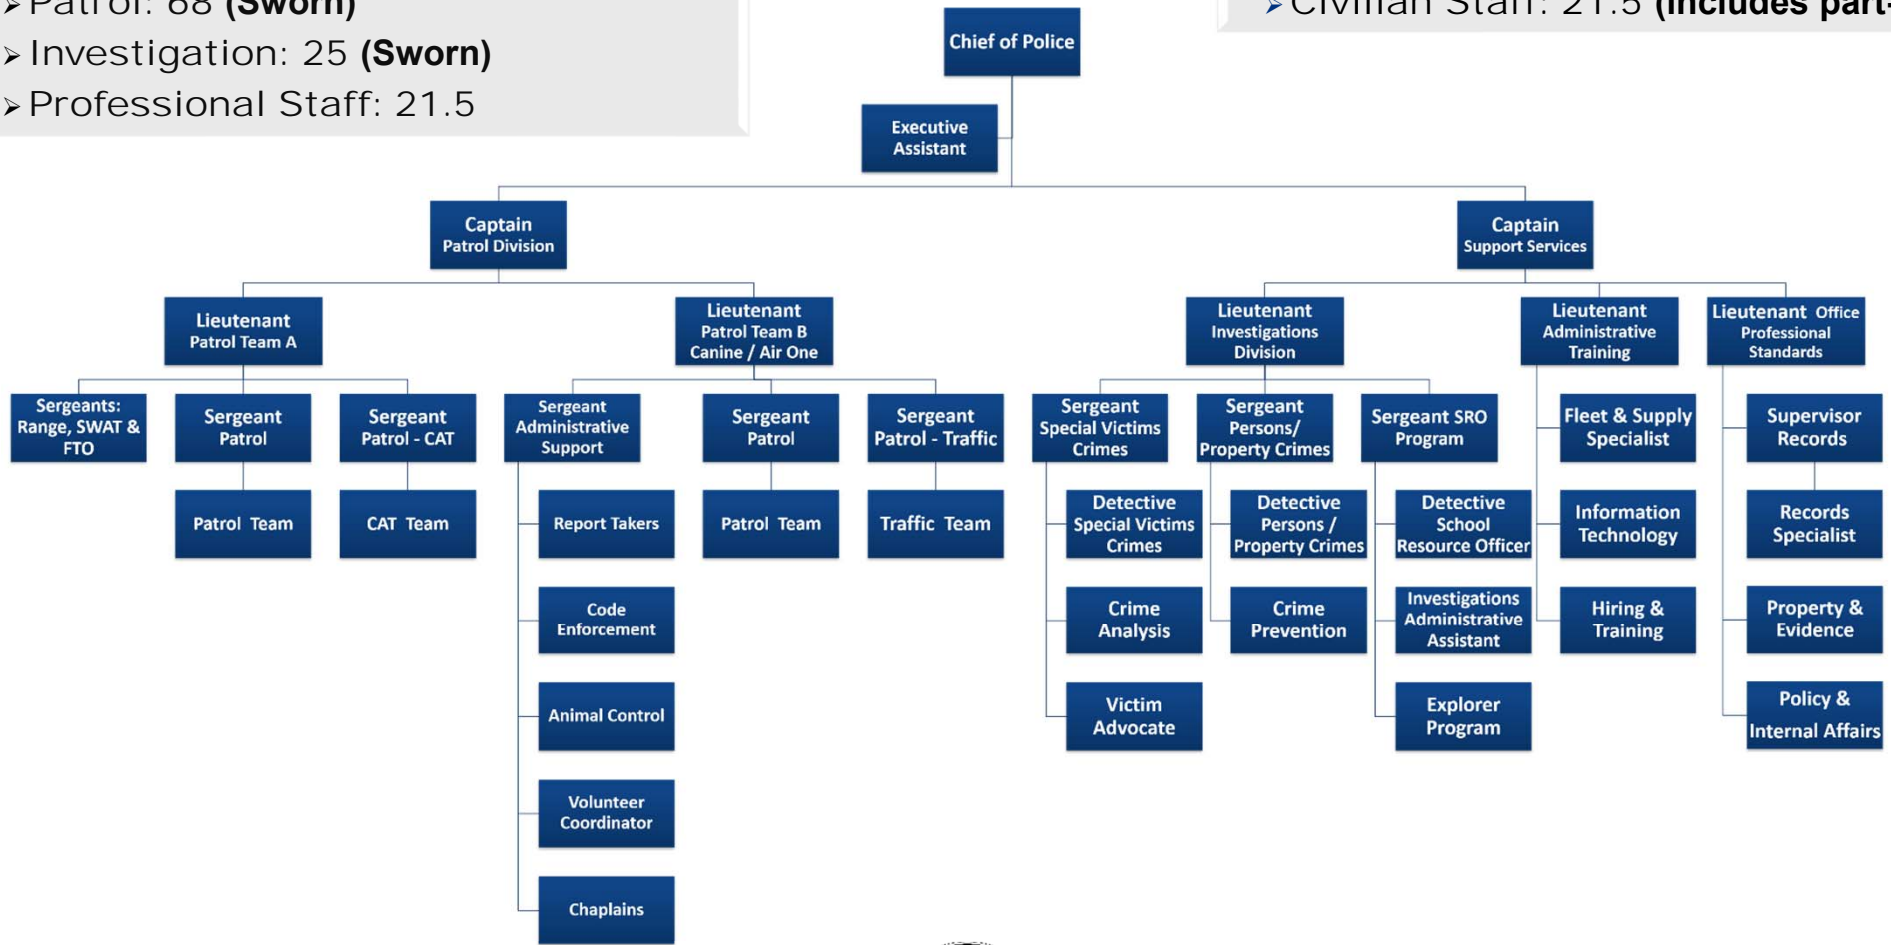 ➢Patrol: 68 (Sworn)
➢Investigation: 25 (Sworn)
➢Professional Staff: 21.5
➢Civilian Staff: 21.5 (includes part-
Chief of Police
Executive
Assistant
Captain
Patrol Division
Captain
Support Services
Lieutenant
Patrol Team A
Lieutenant
Patrol Team B
Canine / Air One
Lieutenant
Investigations
Division
Lieutenant
Administrative
Training
Lieutenant Office
Professional
Standards
Sergeants:
Range, SWAT &
FTO
Sergeant
Patrol
Sergeant
Patrol - CAT
Sergeant
Administrative
Support
Sergeant
Patrol
Sergeant
Patrol - Traffic
Sergeant
Special Victims
Crimes
Sergeant
Persons/
Property Crimes
Sergeant SRO
Program
Fleet & Supply
Specialist
Supervisor
Records
Patrol Team
CAT Team
Report Takers
Patrol Team
Traffic Team
Detective
Special Victims
Crimes
Detective
Persons /
Property Crimes
Detective
School
Resource Officer
Information
Technology
Records
Specialist
Code
Enforcement
Crime
Analysis
Crime
Prevention
Investigations
Administrative
Assistant
Hiring &
Training
Property &
Evidence
Animal Control
Victim
Advocate
Explorer
Program
Policy &
Internal Affairs
Volunteer
Coordinator
Chaplains